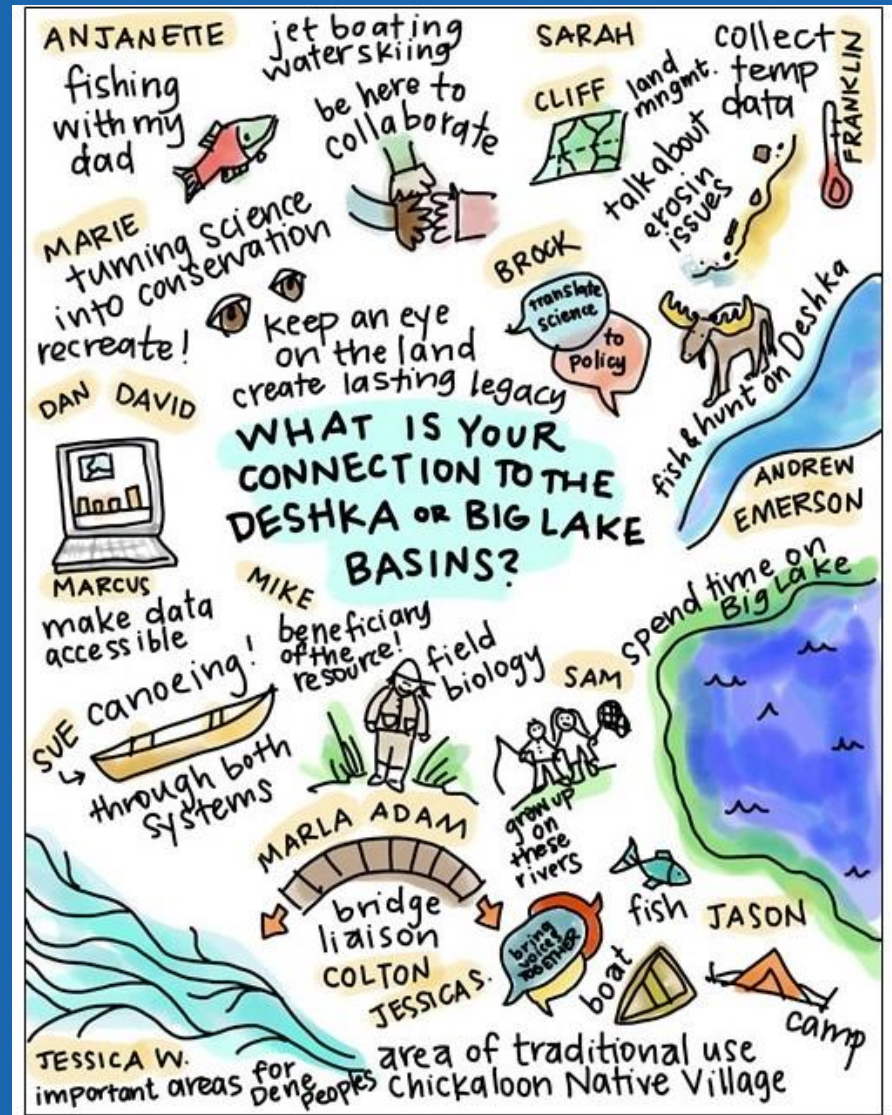 ANJANETTE
fishing
with my
dad
jet boating
waterskiing
be here to
collaborate
SARAH
CLIFF
land
mngmt.
collect
temp
data
FRANKLIN
talk about
erosin
issues
MARIE
turning science
into conservation
recreate!
keep an eye
on the land
create lasting legacy
BROCK
translate
science
to
policy
fish & hunt on Deshka
ANDREW
EMERSON
DAN DAVID
WHAT IS YOUR
CONNECTION TO THE
DESHKA OR BIG LAKE
BASINS?
MARCUS
make data
accessible
MIKE
beneficiary
of the
resource!
field
biology
SAM
spend time on
Big Lake
SUE canoeing!
through both
systems
grow up
on
these
rivers
MARLA ADAM
bridge
liaison
COLTON
JESSICA S.
bring
voices
TOGETHER
fish
JASON
boat
camp
JESSICA W.
important areas for
Dene Peoples
area of traditional use
Chickaloon Native Village